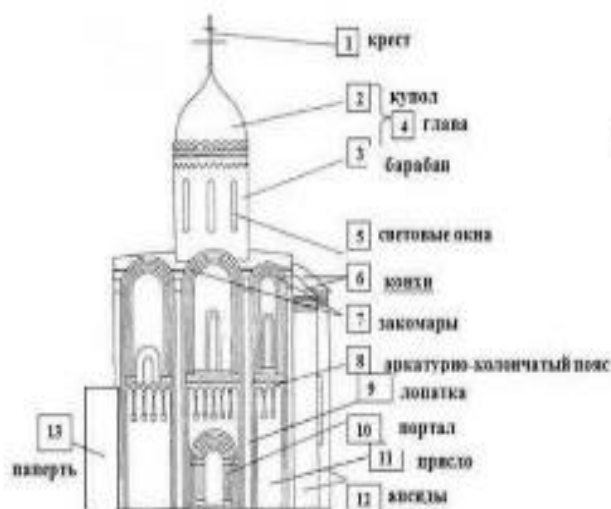 1 крест
2 купол
4 глава
3 барабан
5 световые окна
6 конхи
7 закомары
8 аркатурно-колончатый пояс
9 лопатка
10 портал
11 прясло
12 апсиды
13 паперть